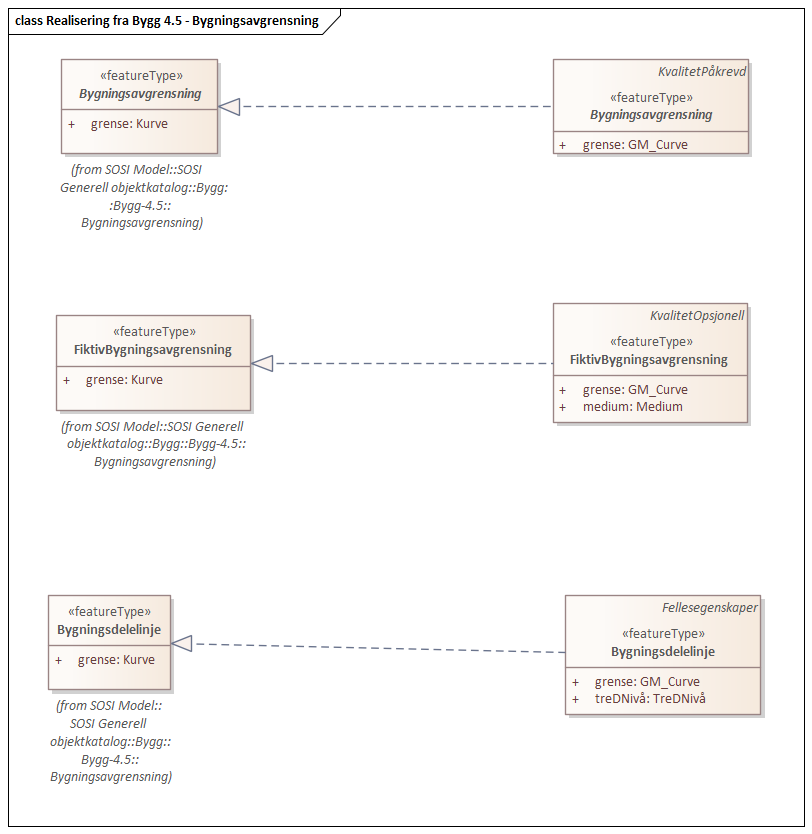 class Realisering fra Bygg 4.5 - Bygningsavgrensning
«featureType»
Bygningsavgrensning
+ grense: Kurve
(from SOSI Model::SOSI
Generell objektkatalog::Bygg:
:Bygg-4.5::
Bygningsavgrensning)
KvalitetPåkrevd
«featureType»
Bygningsavgrensning
+ grense: GM_Curve
«featureType»
FiktivBygningsavgrensning
+ grense: Kurve
(from SOSI Model::SOSI Generell
objektkatalog::Bygg::Bygg-4.5::
Bygningsavgrensning)
KvalitetOpsjonell
«featureType»
FiktivBygningsavgrensning
+ grense: GM_Curve
+ medium: Medium
«featureType»
Bygningsdelelinje
+ grense: Kurve
(from SOSI Model::
SOSI Generell
objektkatalog::Bygg::
Bygg-4.5::
Bygningsavgrensning)
Fellesegenskaper
«featureType»
Bygningsdelelinje
+ grense: GM_Curve
+ treDNivå: TreDNivå